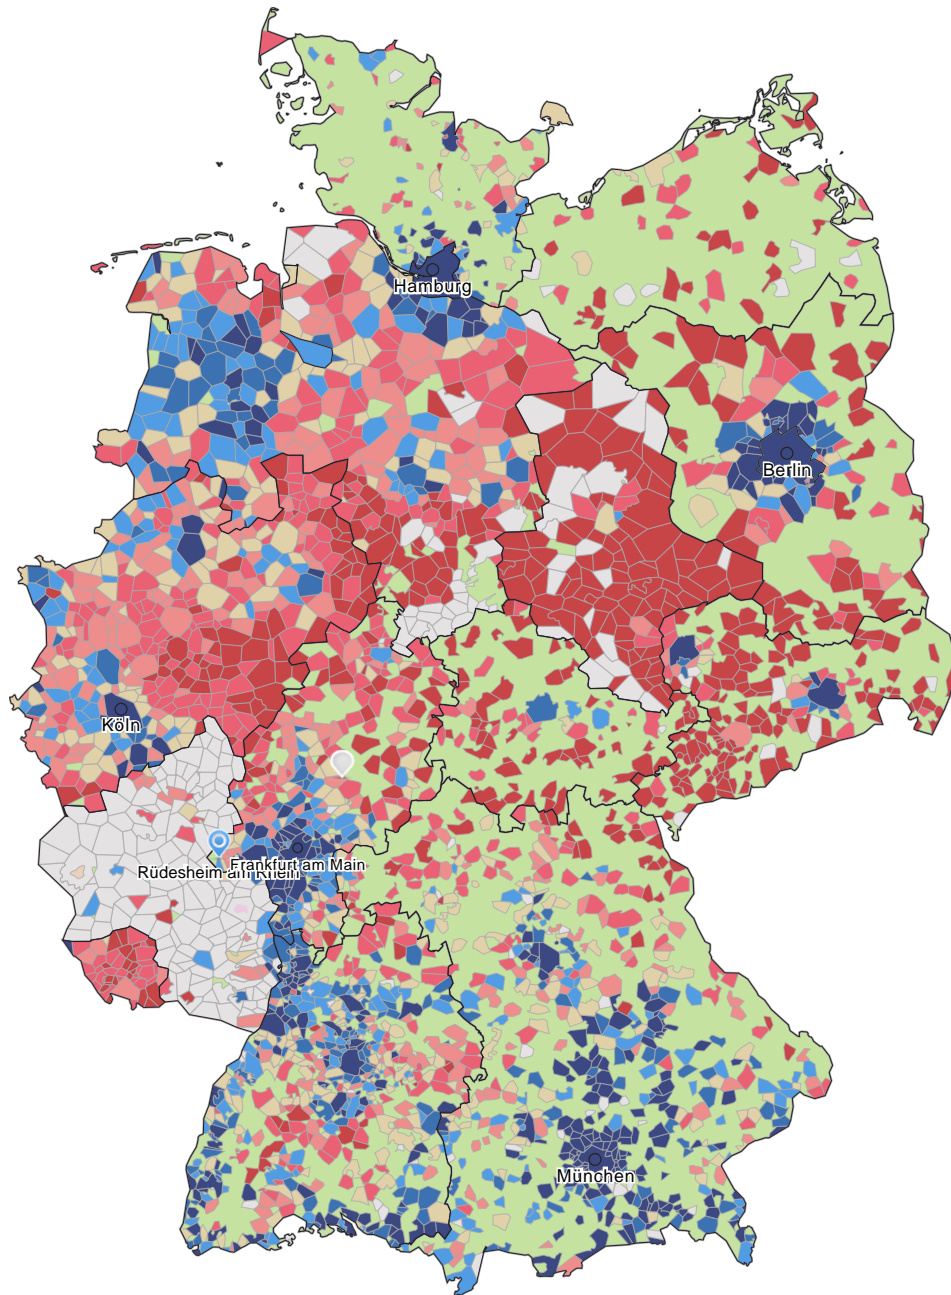 Hamburg
Berlin
Köln
Rüdesheim am Rhein
Frankfurt am Main
München